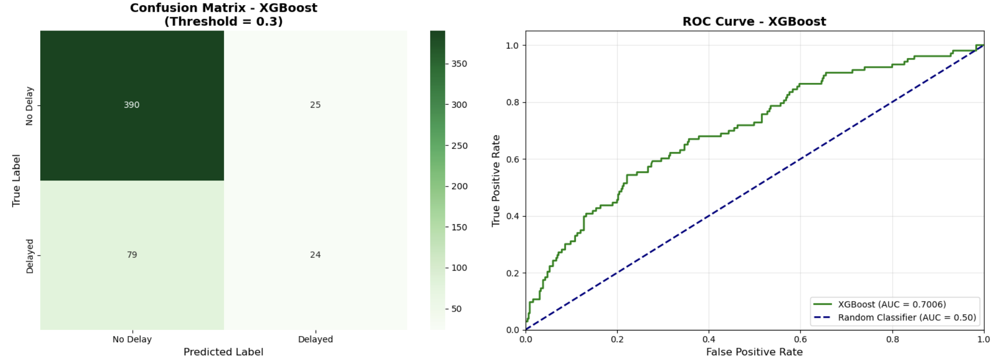 Confusion Matrix - XGBoost
(Threshold = 0.3)
True Label
No Delay
Delayed
390
25
79
24
No Delay
Delayed
Predicted Label
350
300
250
200
150
100
50
ROC Curve - XGBoost
True Positive Rate
1.0
0.8
0.6
0.4
0.2
0.0
0.0
0.2
0.4
0.6
0.8
1.0
False Positive Rate
XGBoost (AUC = 0.7006)
Random Classifier (AUC = 0.50)